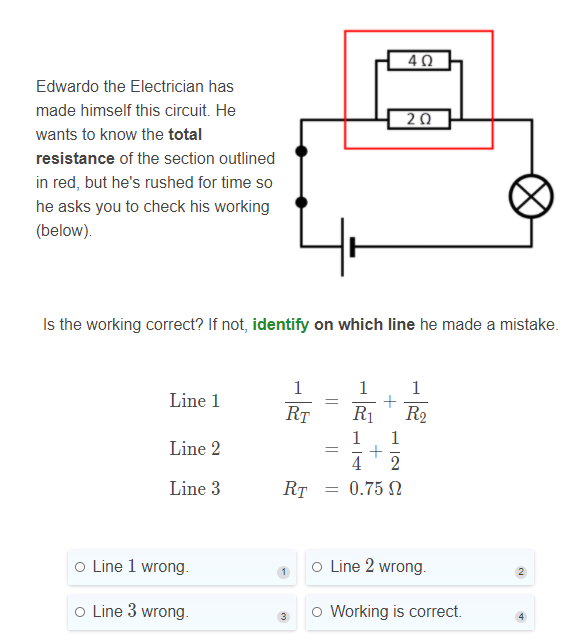 4 Ω
Edwardo the Electrician has
made himself this circuit. He
2 Ω
wants to know the total
resistance of the section outlined
in red, but he's rushed for time so
he asks you to check his working
(below).
Is the working correct? If not, identify on which line he made a mistake.
Line 1 1/R_T = 1/R_1 + 1/R_2
Line 2 = 1/4 + 1/2
Line 3 R_T = 0.75 Ω
Line 1 wrong. 1
Line 2 wrong. 2
Line 3 wrong. 3
Working is correct. 4